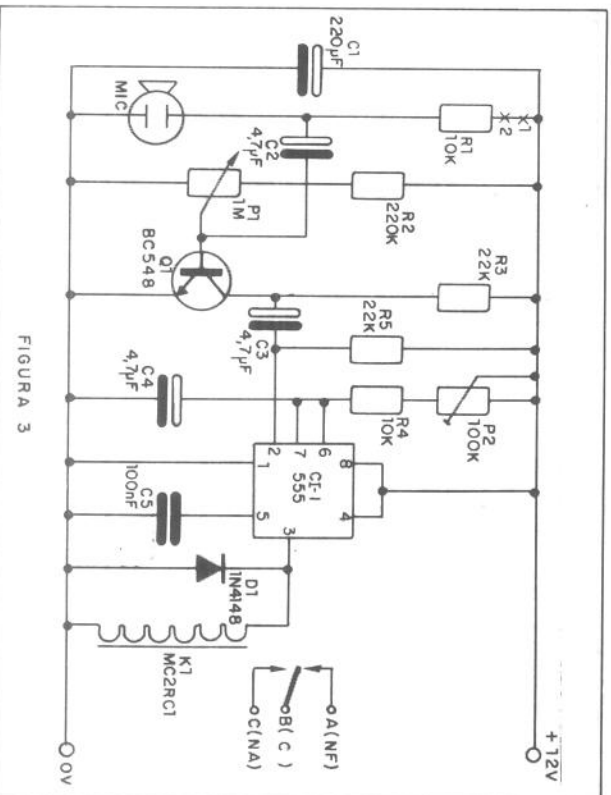 C1
220µF
MIC
X1
X2
R1
10K
C2
4,7µF
P1
1M
R2
220K
Q1
BC548
R3
22K
C3
4,7µF
R5
22K
C4
4,7µF
R4
10K
P2
100K
2
7
6
1
CI-1
555
8
5
3
4
C5
100nF
D1
1N4148
K1
MC2RC1
A(NF)
B( C )
C(NA)
+ 12V
0V
FIGURA 3